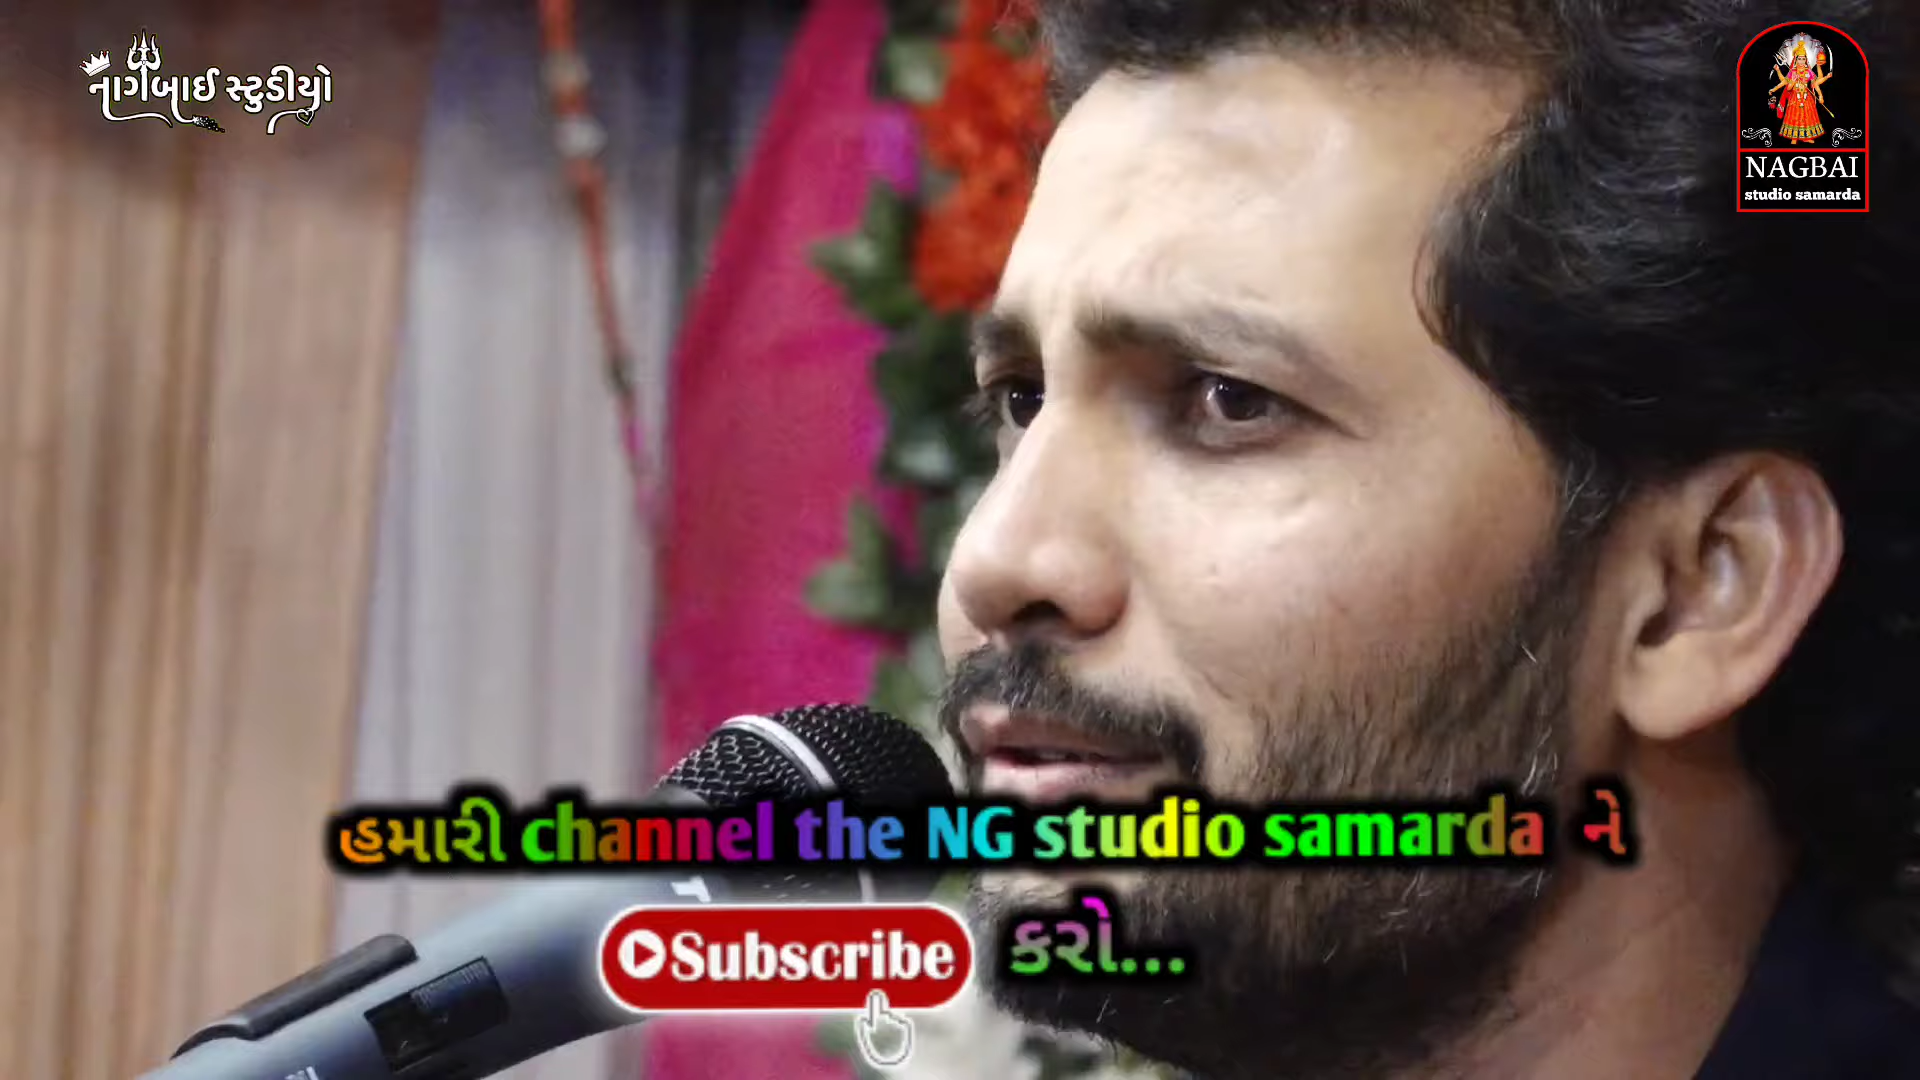 નાગબાઈ સ્ટુડીયો
NAGBAI
studio samarda
હમારી channel the NG studio samarda ને
Subscribe કરો...